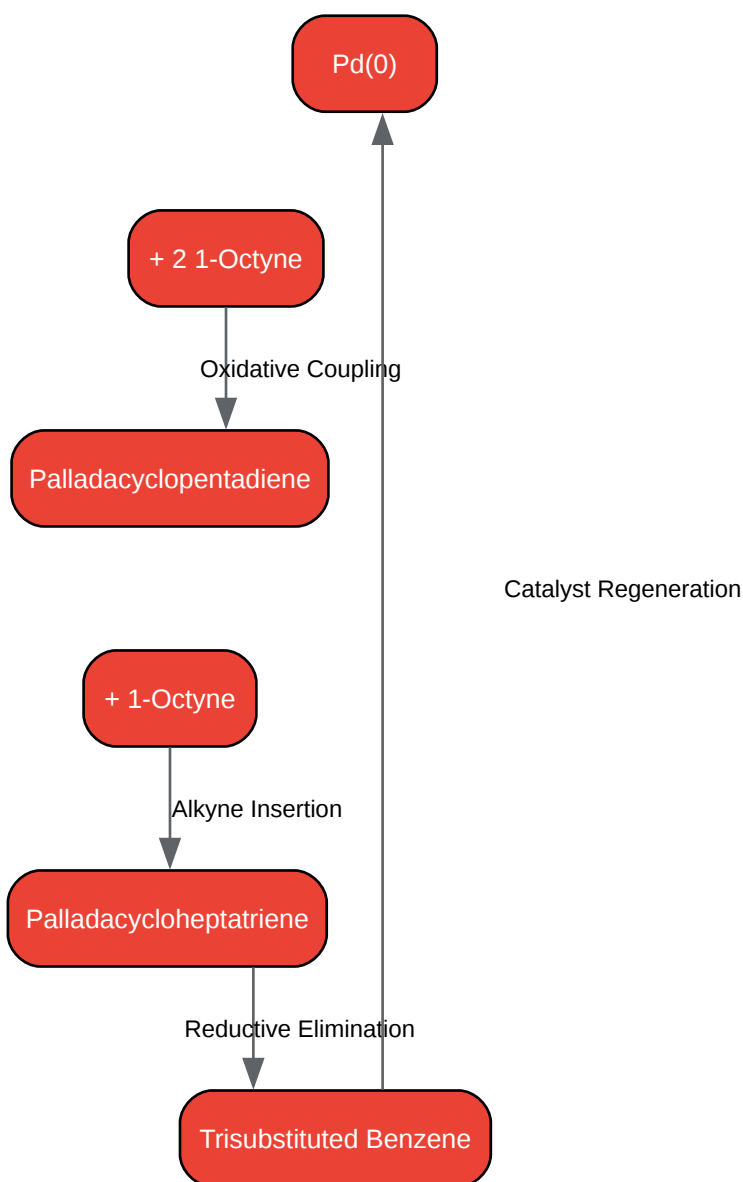 Pd(0)
+ 2 1-Octyne
Oxidative Coupling
Palladacyclopentadiene
Catalyst Regeneration
+ 1-Octyne
Alkyne Insertion
Palladacycloheptatriene
Reductive Elimination
Trisubstituted Benzene